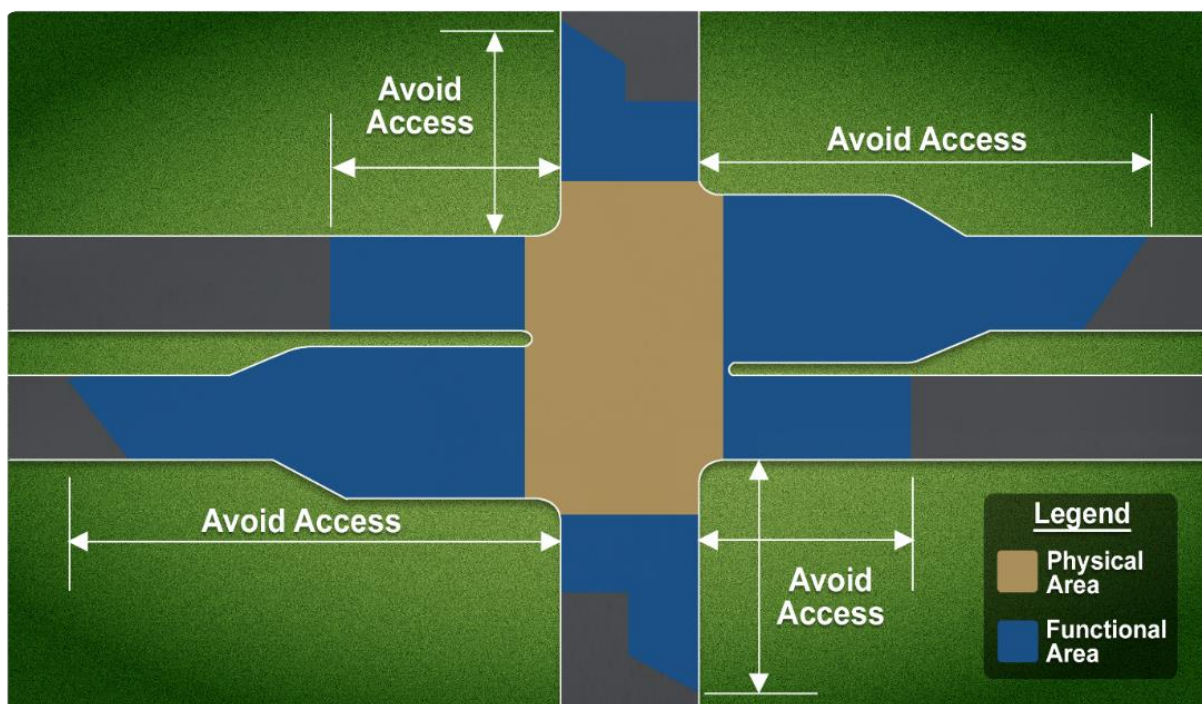 Avoid
Access
Avoid Access
Avoid Access
Avoid
Access
Legend
Physical
Area
Functional
Area